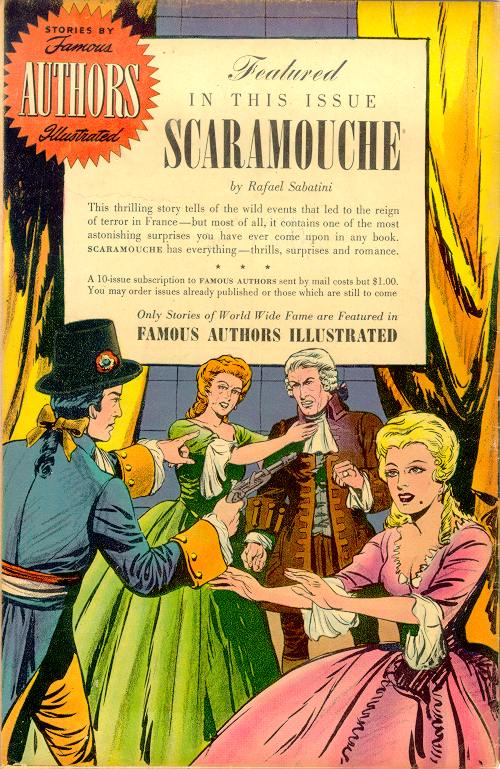 STORIES BY
Famous
AUTHORS
Illustrated
Featured
IN THIS ISSUE
SCARAMOUCHE
by Rafael Sabatini
This thrilling story tells of the wild events that led to the reign
of terror in France—but most of all, it contains one of the most
astonishing surprises you have ever come upon in any book.
SCARAMOUCHE has everything—thrills, surprises and romance.
* * *
A 10-issue subscription to FAMOUS AUTHORS sent by mail costs but $1.00.
You may order issues already published or those which are still to come
Only Stories of World Wide Fame are Featured in
FAMOUS AUTHORS ILLUSTRATED